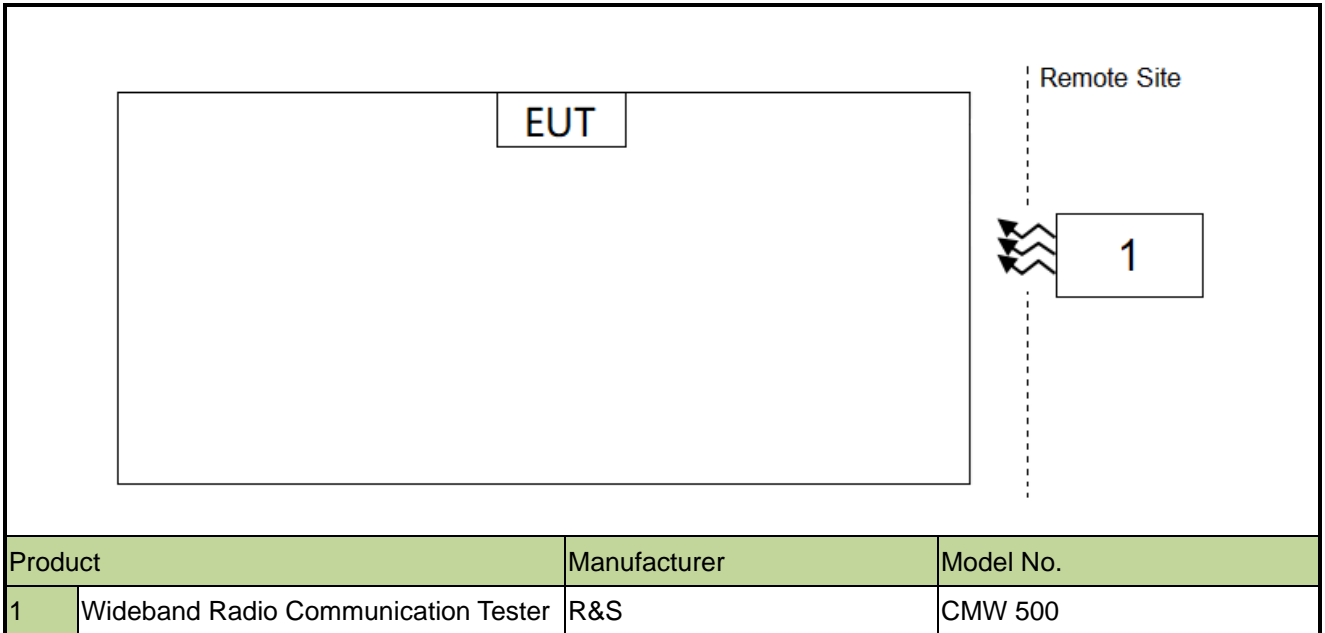 Remote Site
EUT
1
Product Manufacturer Model No.
1 Wideband Radio Communication Tester R&S CMW 500